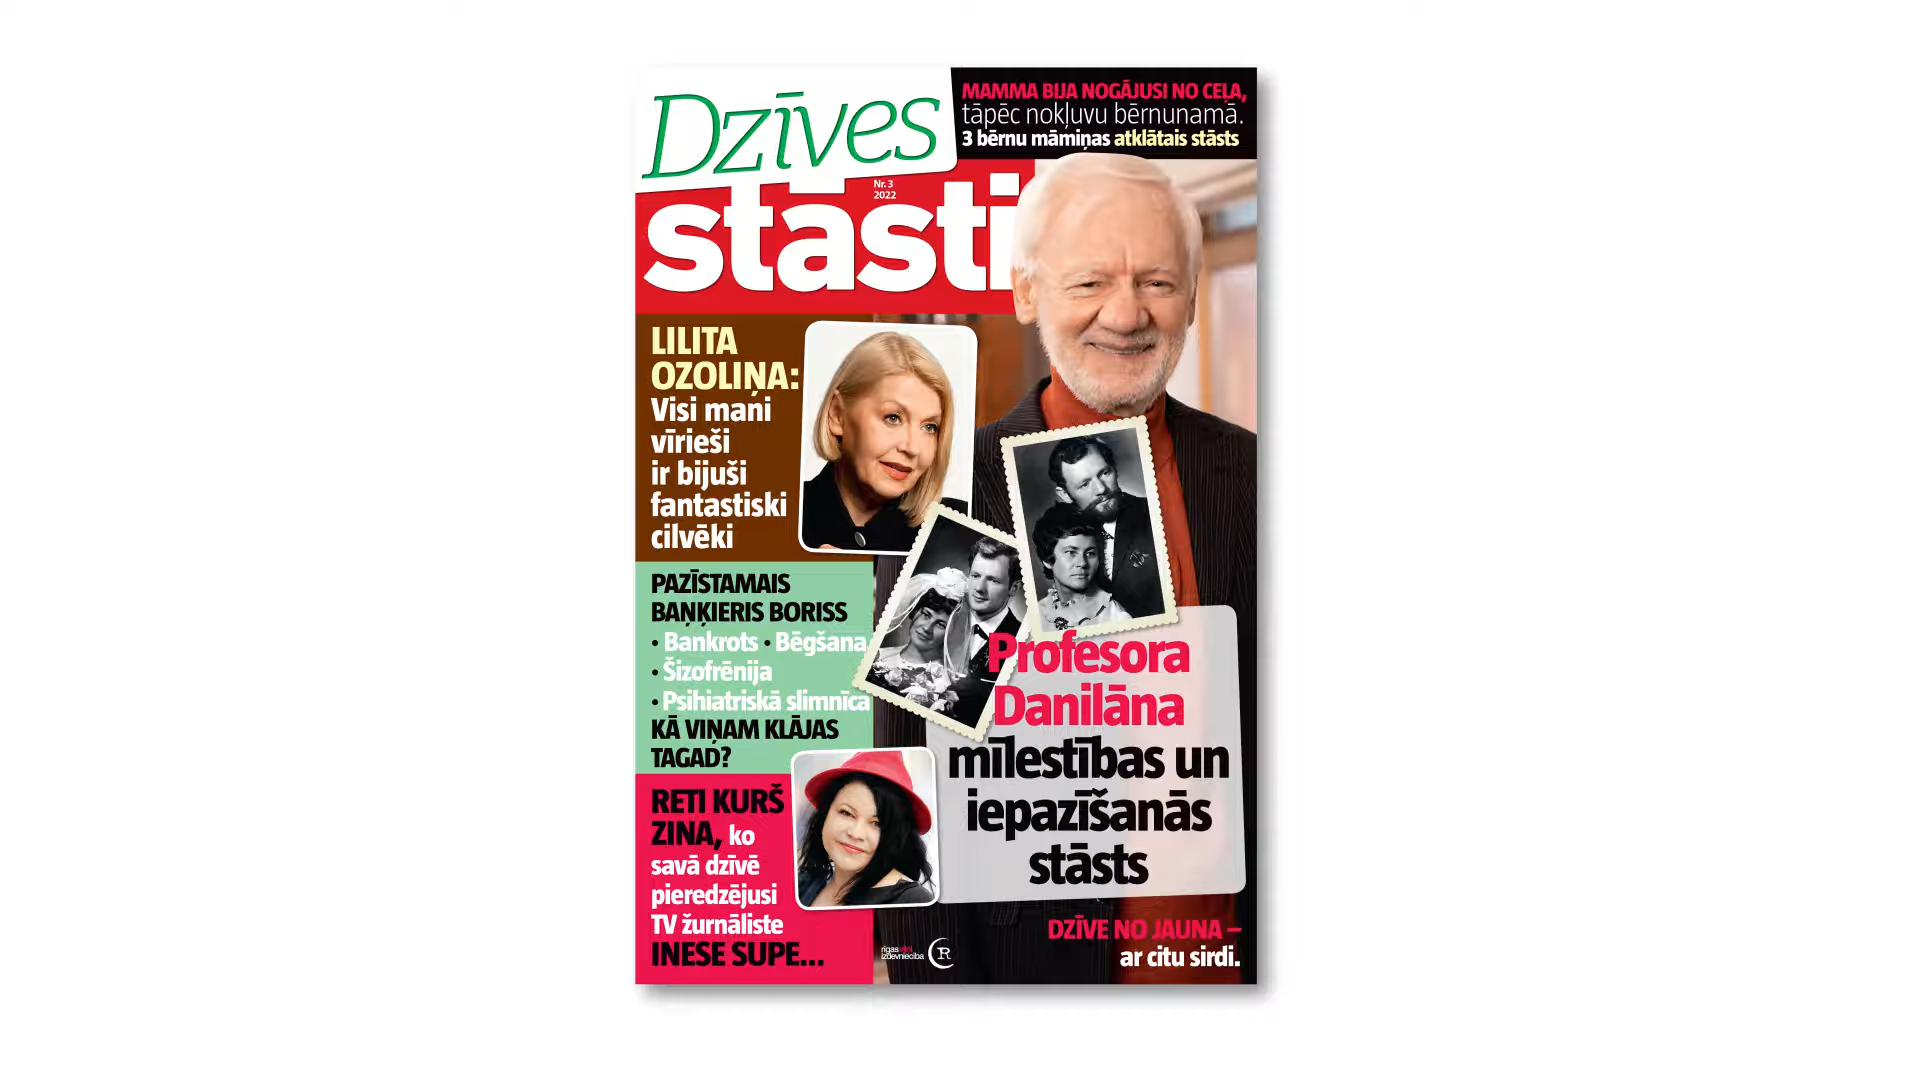 Dzīves
stāsti
Nr.3
2022
MAMMA BIJA NOGĀJUSI NO CEĻA,
tāpēc nokļuvu bērnunamā.
3 bērnu māmiņas atklātais stāsts
LILITA
OZOLIŅA:
Visi mani
vīrieši
ir bijuši
fantastiski
cilvēki
PAZĪSTAMAIS
BAŅĶIERIS BORISS
• Bankrots • Bēgšana
• Šizofrēnija
• Psihiatriskā slimnīca
KĀ VIŅAM KLĀJAS
TAGAD?
RETI KURŠ
ZINA, ko
savā dzīvē
pieredzējusi
TV žurnāliste
INESE SUPE...
Profesora
Danilāna
mīlestības un
iepazīšanās
stāsts
DZĪVE NO JAUNA –
ar citu sirdi.
rīgas viļņi
izdevniecība
R